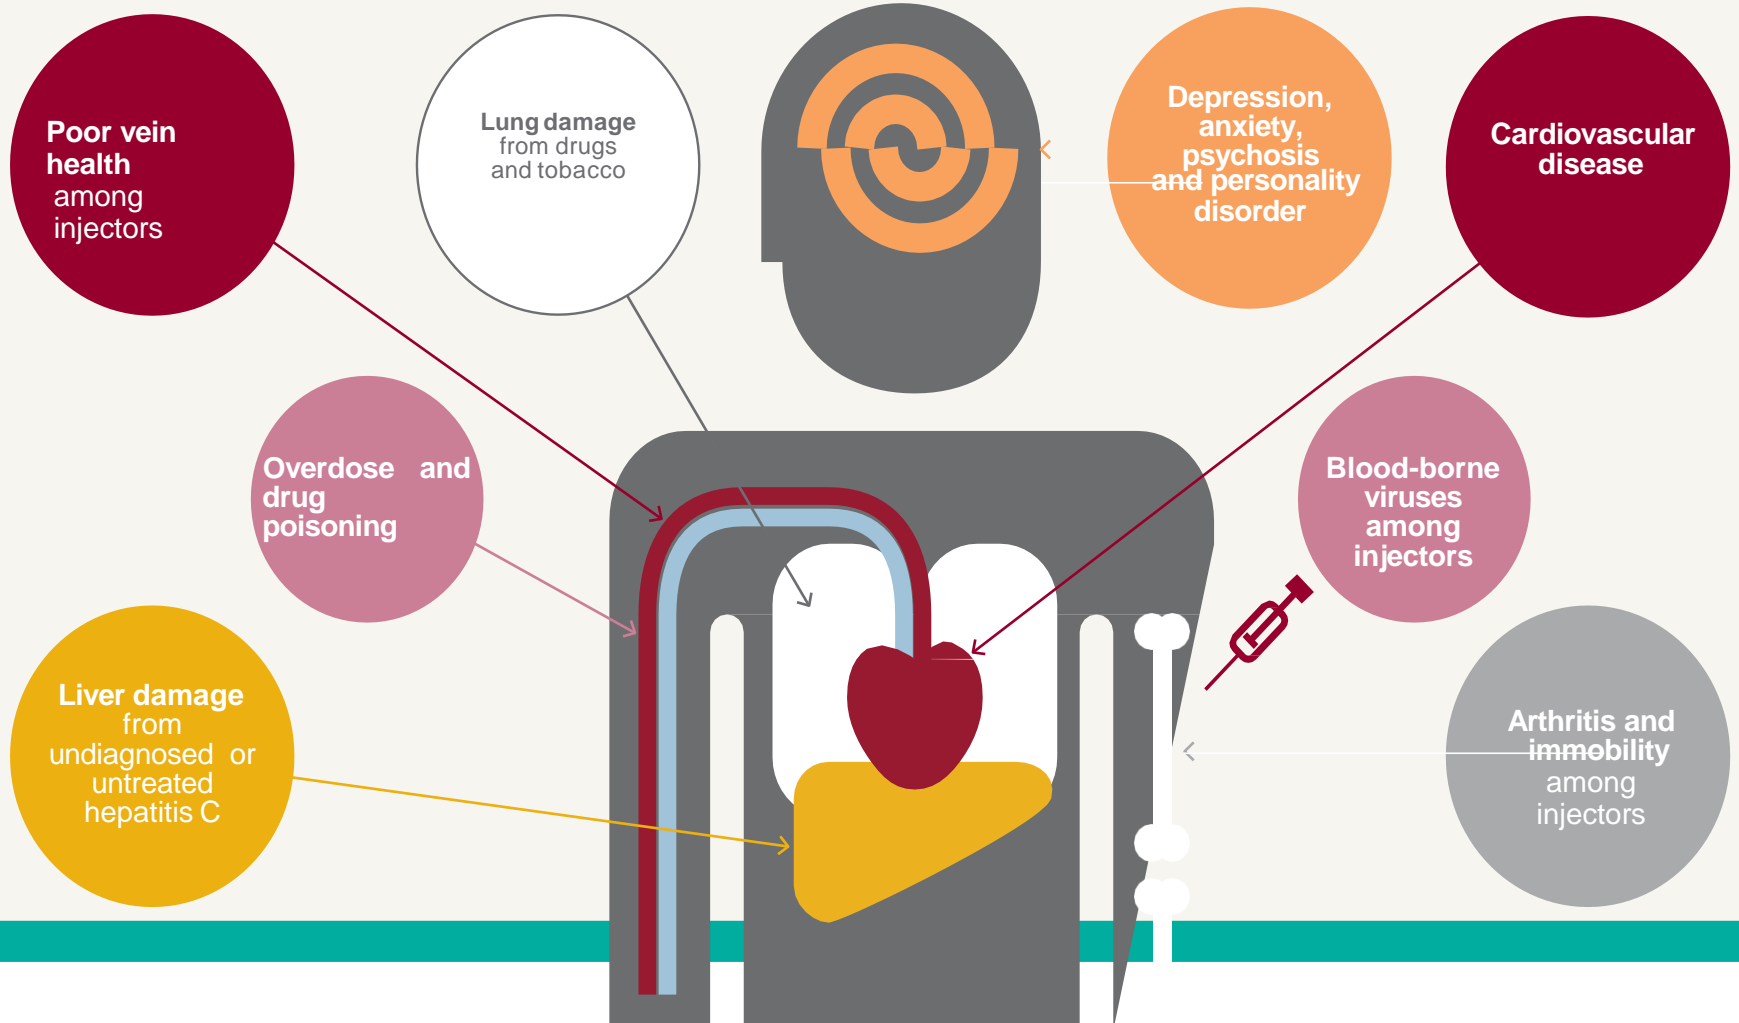 Poor vein
health
among
injectors
Lung damage
from drugs
and tobacco
Depression,
anxiety,
psychosis
and personality
disorder
Cardiovascular
disease
Overdose and
drug
poisoning
Blood-borne
viruses
among
injectors
Liver damage
from
undiagnosed or
untreated
hepatitis C
Arthritis and
immobility
among
injectors